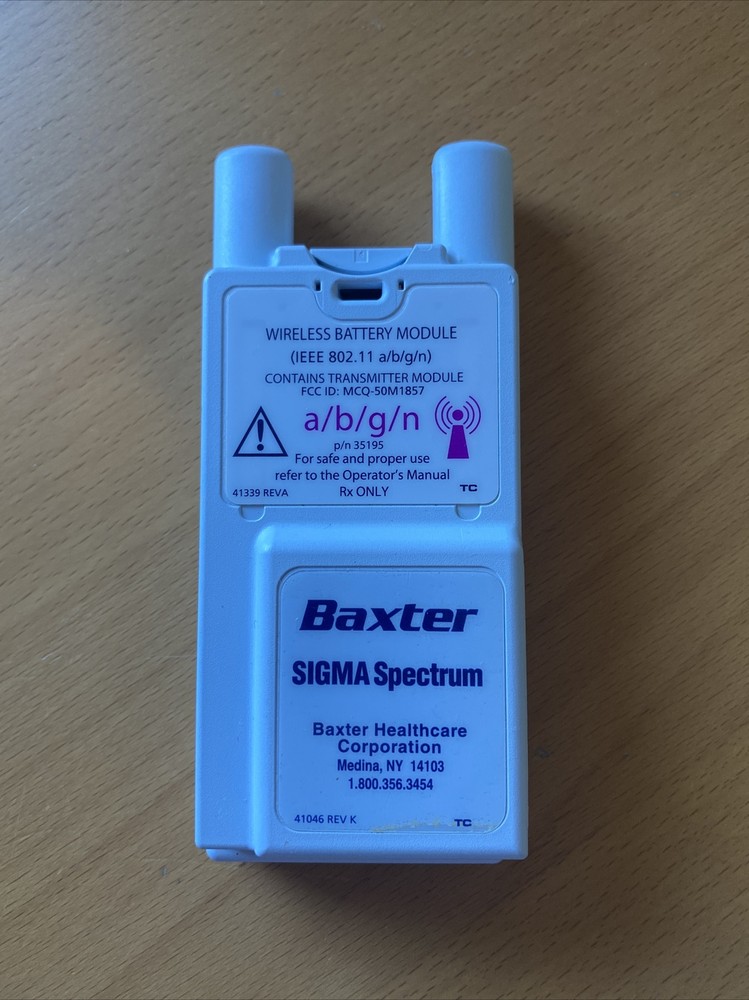 WIRELESS BATTERY MODULE
(IEEE 802.11 a/b/g/n)
CONTAINS TRANSMITTER MODULE
FCC ID: MCQ-50M1857
a/b/g/n
p/n 35195
For safe and proper use
refer to the Operator's Manual
41339 REVA Rx ONLY TC
Baxter
SIGMA Spectrum
Baxter Healthcare
Corporation
Medina, NY 14103
1.800.356.3454
41046 REV K TC